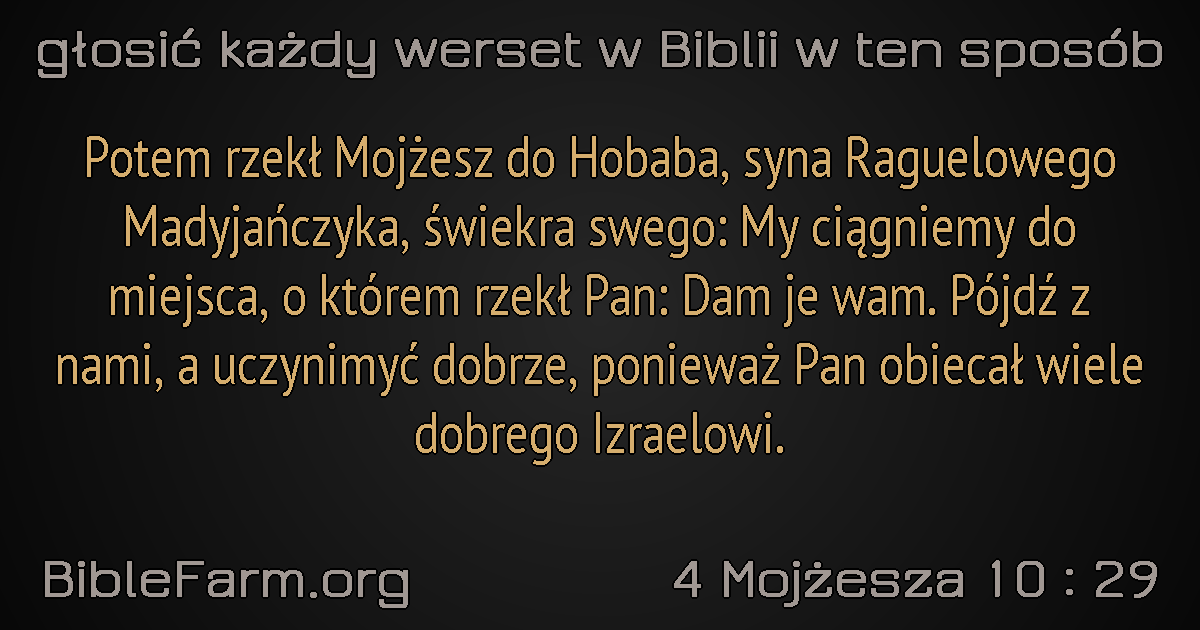 głosić każdy werset w Biblii w ten sposób
Potem rzekł Mojżesz do Hobaba, syna Raguelowego
Madyjańczyka, świekra swego: My ciągniemy do
miejsca, o którem rzekł Pan: Dam je wam. Pójdź z
nami, a uczynimyć dobrze, ponieważ Pan obiecał wiele
dobrego Izraelowi.
BibleFarm.org
4 Mojżesza 10 : 29